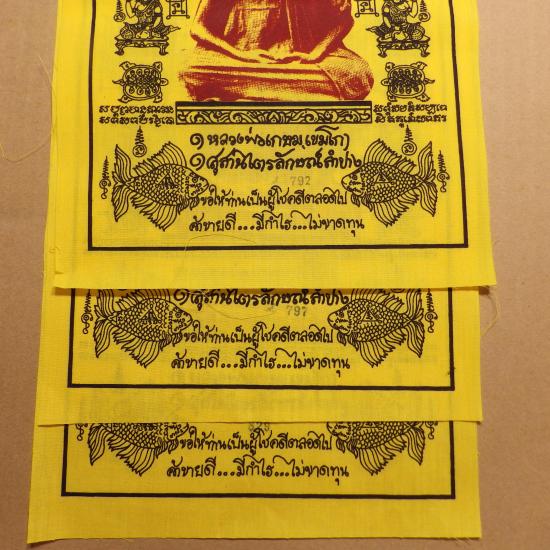 ๑ หลวงพ่อเกษม (เขมโก)
๑ สุสานไตรลักษณ์ลำปาง
792
ขอให้ท่านเป็นผู้โชคดีตลอดไป
ค้าขายดี...มีกำไร...ไม่ขาดทุน
๑ สุสานไตรลักษณ์ลำปาง
797
ขอให้ท่านเป็นผู้โชคดีตลอดไป
ค้าขายดี...มีกำไร...ไม่ขาดทุน
ขอให้ท่านเป็นผู้โชคดีตลอดไป
ค้าขายดี...มีกำไร...ไม่ขาดทุน